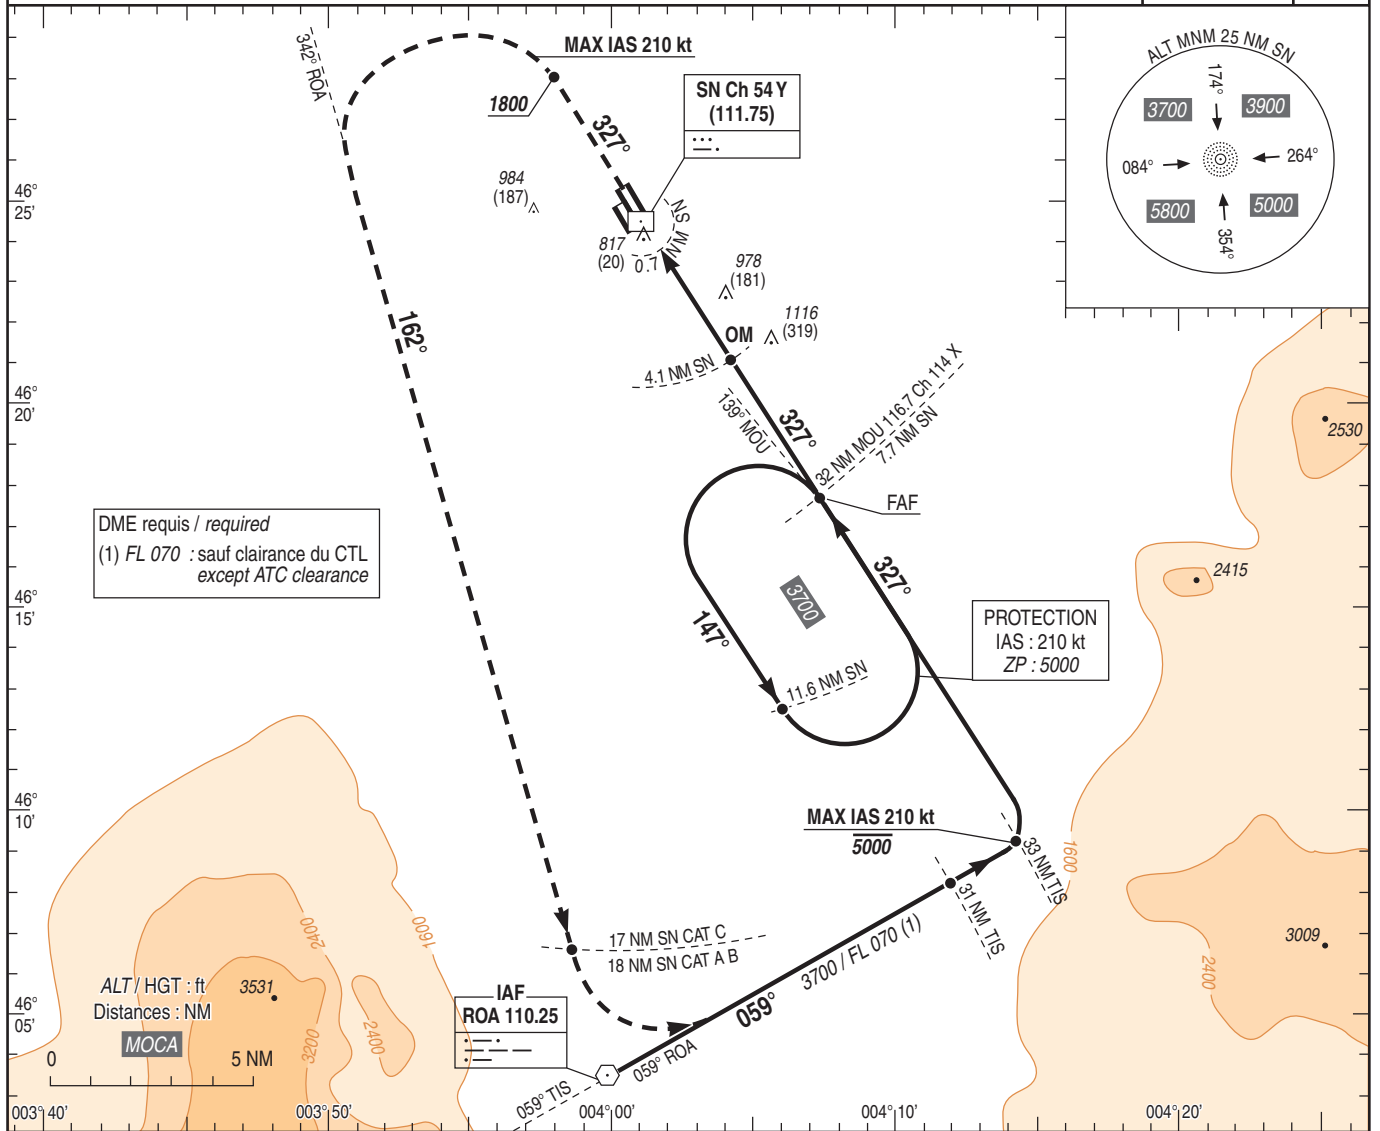 342° ROA
MAX IAS 210 kt
1800
327°
SN Ch 54 Y
(111.75)
ALT MNM 25 NM SN
174°
3700
3900
084°
264°
5800
5000
354°
46°
25'
984
(187)
817
(20)
0.7 NM SN
978
(181)
1116
(319)
OM
4.1 NM SN
162°
46°
20'
139° MOU
327°
32 NM MOU 116.7 Ch 114 X
7.7 NM SN
FAF
2530
DME requis / required
(1) FL 070 : sauf clairance du CTL
except ATC clearance
3700
327°
2415
46°
15'
147°
11.6 NM SN
PROTECTION
IAS : 210 kt
ZP : 5000
46°
10'
MAX IAS 210 kt
5000
33 NM TIS
1600
31 NM TIS
2400
1600
17 NM SN CAT C
18 NM SN CAT A B
3700 / FL 070 (1)
3009
2400
ALT / HGT : ft
Distances : NM
MOCA
3531
46°
05'
3200
2400
IAF
ROA 110.25
059°
059° ROA
059° TIS
0
5 NM
003° 40'
003° 50'
004° 00'
004° 10'
004° 20'